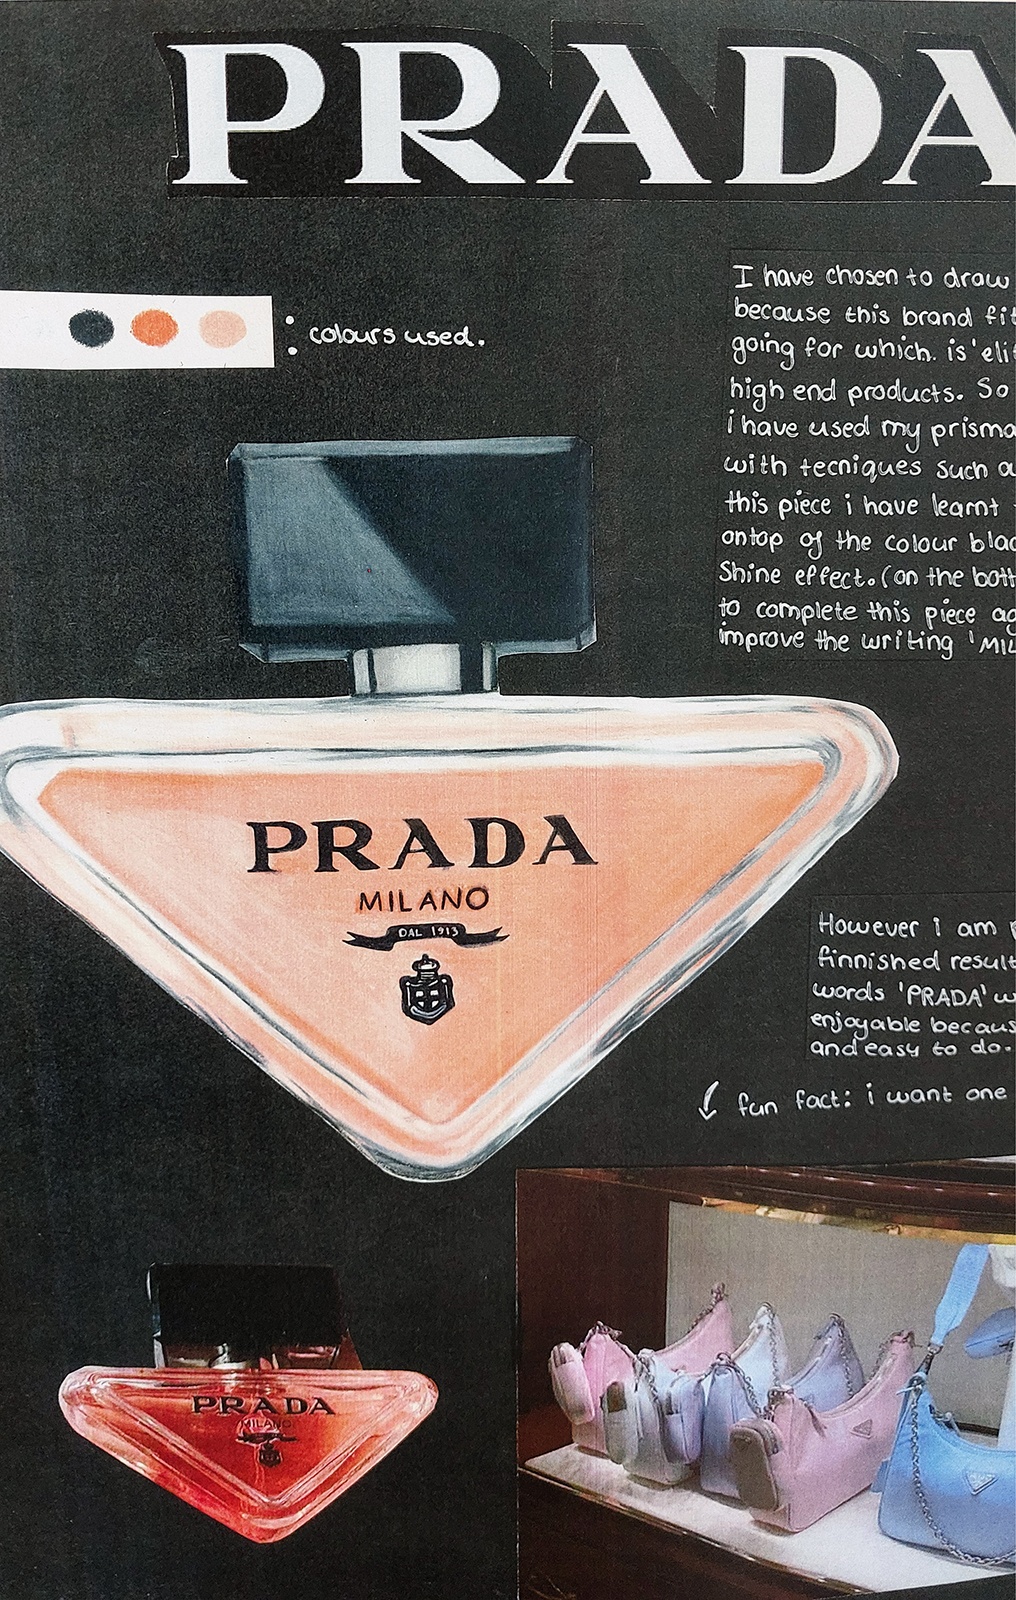 PRADA
: colours used.
I have chosen to draw
because this brand fit
going for which. is 'eli
high end products. So
i have used my prisma
with tecniques such a
this piece i have learnt
ontop of the colour blac
Shine effect. (on the bott
to complete this piece ag
improve the writing 'MIL
PRADA
MILANO
DAL 1913
However i am
finnished result
words 'PRADA' w
enjoyable becaus
and easy to do.
fun fact: i want one
PRADA
MILANO